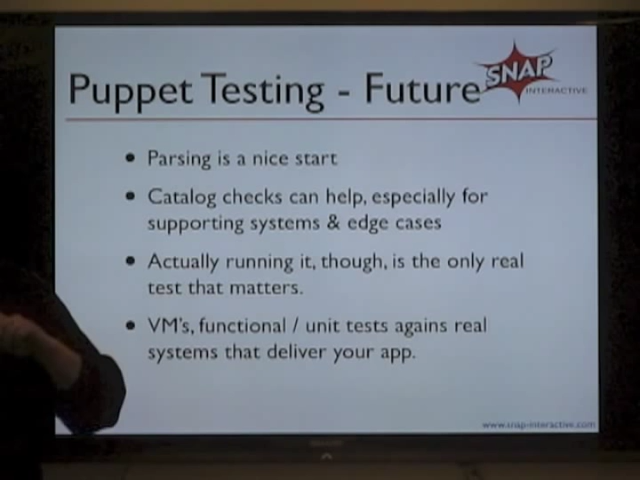 Puppet Testing - Future
SNAP
INTERACTIVE
• Parsing is a nice start
• Catalog checks can help, especially for
supporting systems & edge cases
• Actually running it, though, is the only real
test that matters.
• VM's, functional / unit tests agains real
systems that deliver your app.
www.snap-interactive.com